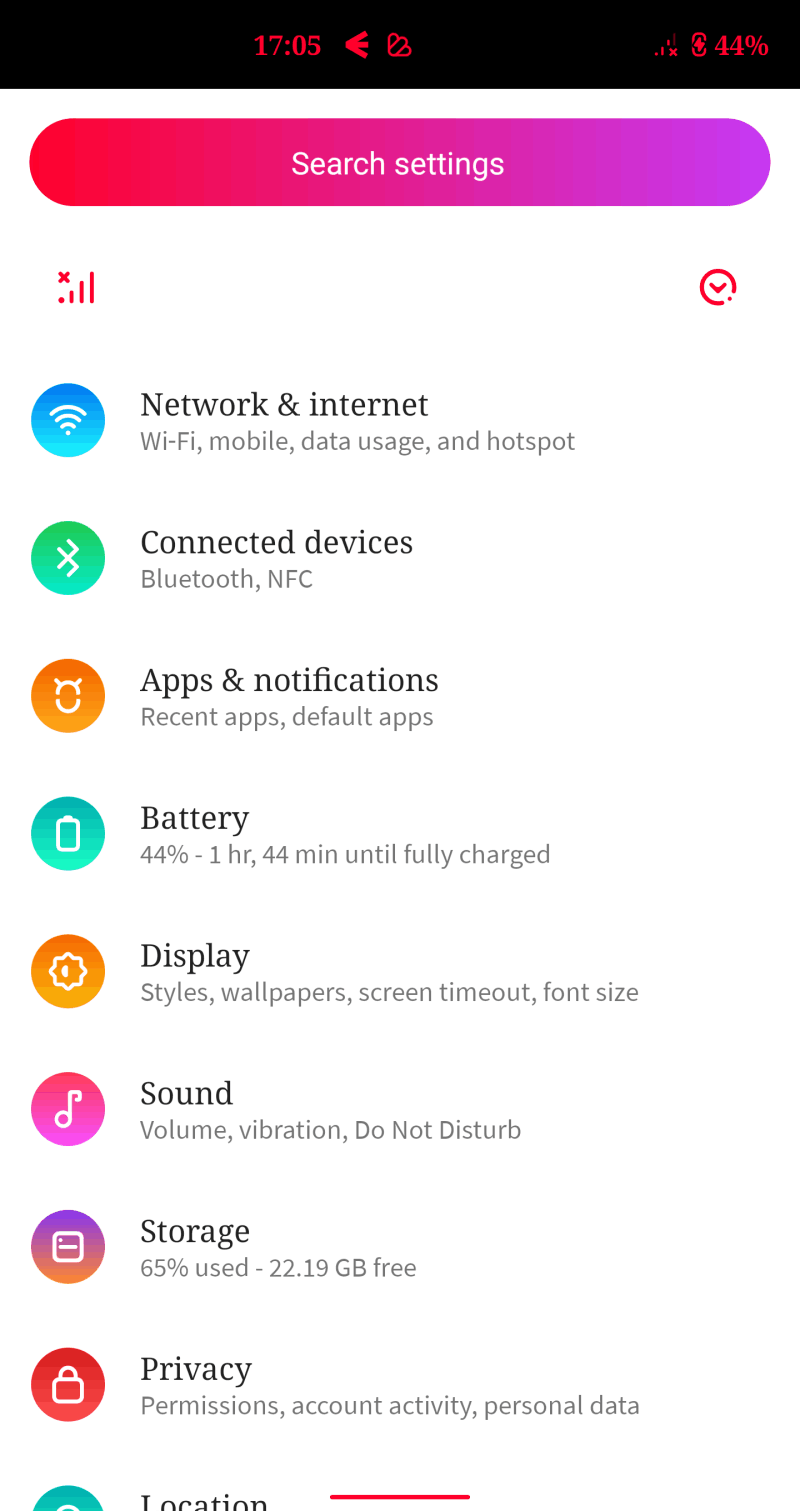 17:05 44%
Search settings
Network & internet
Wi-Fi, mobile, data usage, and hotspot
Connected devices
Bluetooth, NFC
Apps & notifications
Recent apps, default apps
Battery
44% - 1 hr, 44 min until fully charged
Display
Styles, wallpapers, screen timeout, font size
Sound
Volume, vibration, Do Not Disturb
Storage
65% used - 22.19 GB free
Privacy
Permissions, account activity, personal data
Location